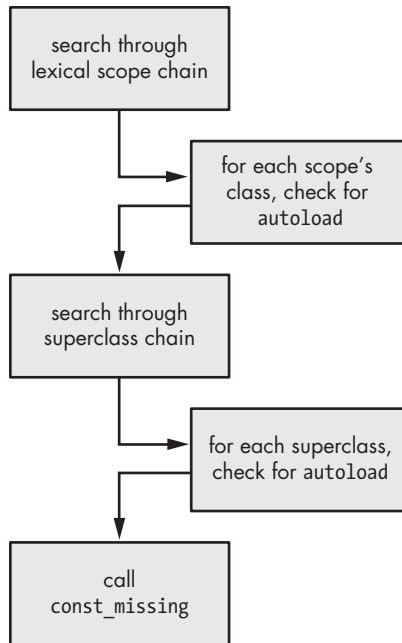 search through
lexical scope chain
for each scope’s
class, check for
autoload
search through
superclass chain
for each superclass,
check for autoload
call
const_missing